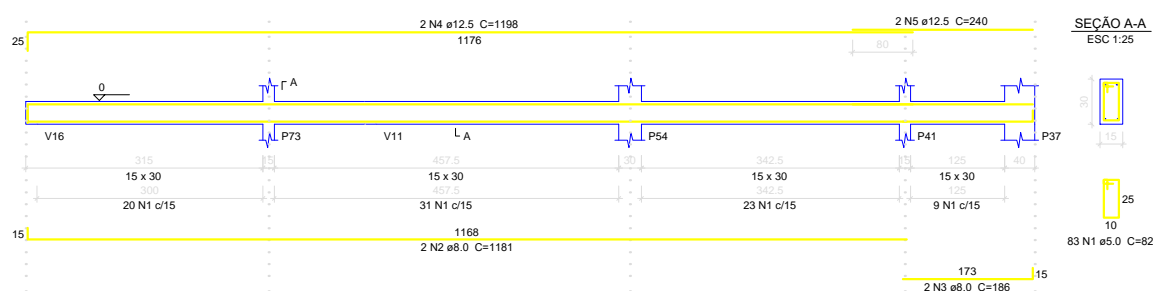 2 N4 ø12.5 C=1198
25
1176
2 N5 ø12.5 C=240
80
SEÇÃO A-A
ESC 1:25
0
A
V16
P73
V11
A
P54
P41
P37
30
15
315
15
457.5
30
342.5
15
125
40
15 x 30
15 x 30
15 x 30
15 x 30
300
457.5
342.5
125
20 N1 c/15
31 N1 c/15
23 N1 c/15
9 N1 c/15
25
10
83 N1 ø5.0 C=82
15
1168
2 N2 ø8.0 C=1181
173
15
2 N3 ø8.0 C=186